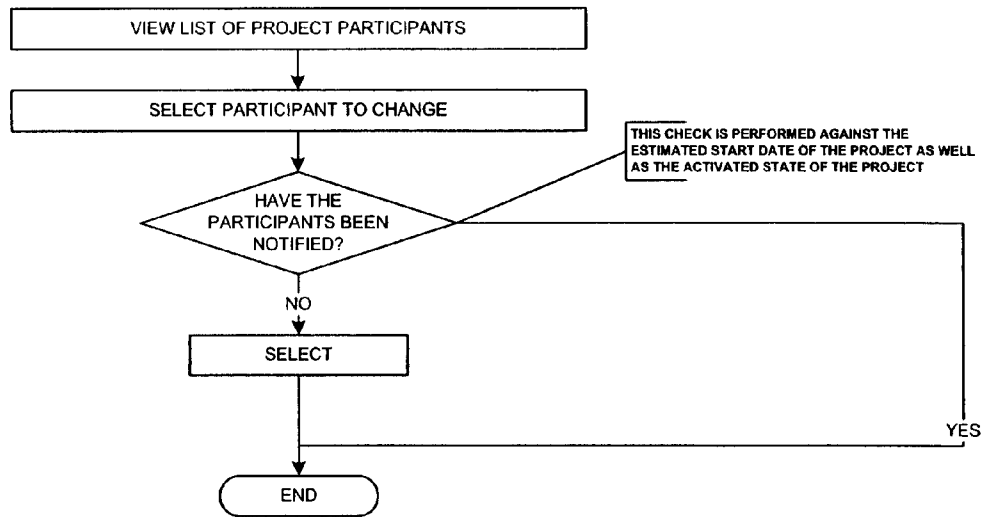 VIEW LIST OF PROJECT PARTICIPANTS
SELECT PARTICIPANT TO CHANGE
THIS CHECK IS PERFORMED AGAINST THE
ESTIMATED START DATE OF THE PROJECT AS WELL
AS THE ACTIVATED STATE OF THE PROJECT
HAVE THE
PARTICIPANTS BEEN
NOTIFIED?
NO
SELECT
YES
END